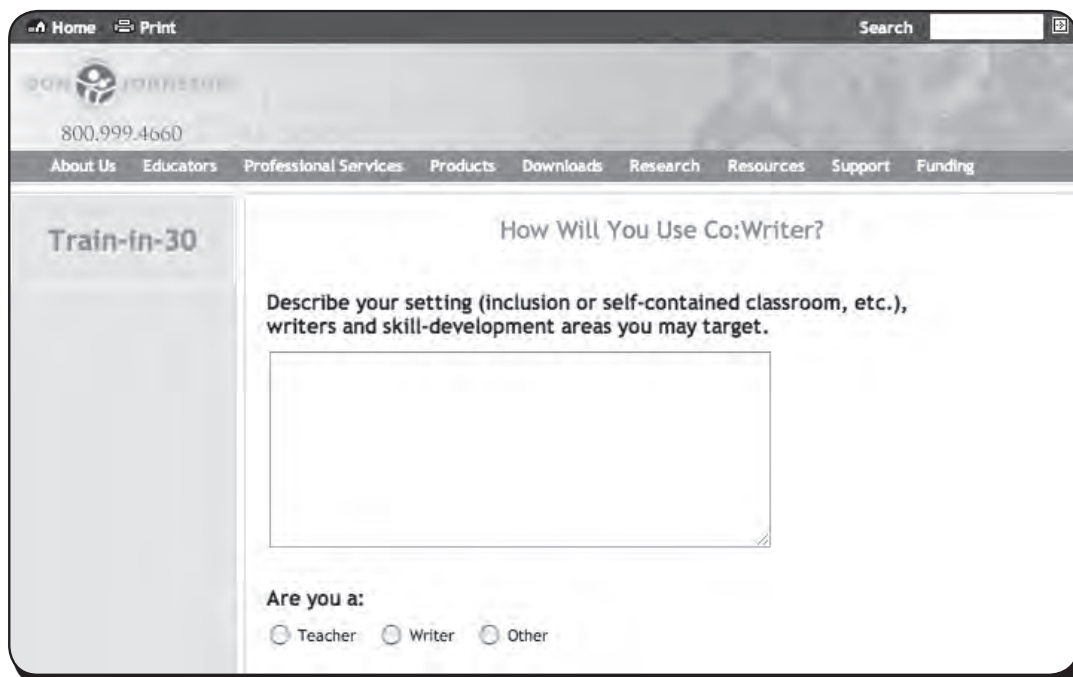 Home Print Search
DON JOHNSTON
800.999.4660
About Us Educators Professional Services Products Downloads Research Resources Support Funding
Train-in-30
How Will You Use Co:Writer?
Describe your setting (inclusion or self-contained classroom, etc.),
writers and skill-development areas you may target.
Are you a:
Teacher Writer Other